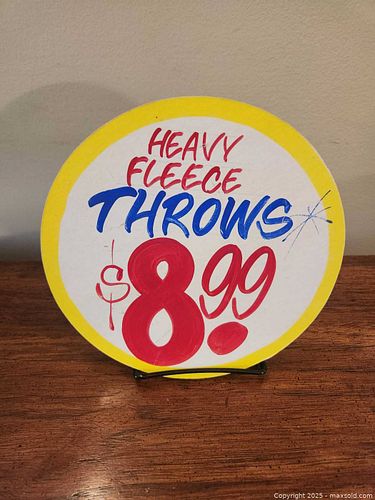 HEAVY
FLEECE
THROWS
$8.99
Copyright 2025 - maxsold.com